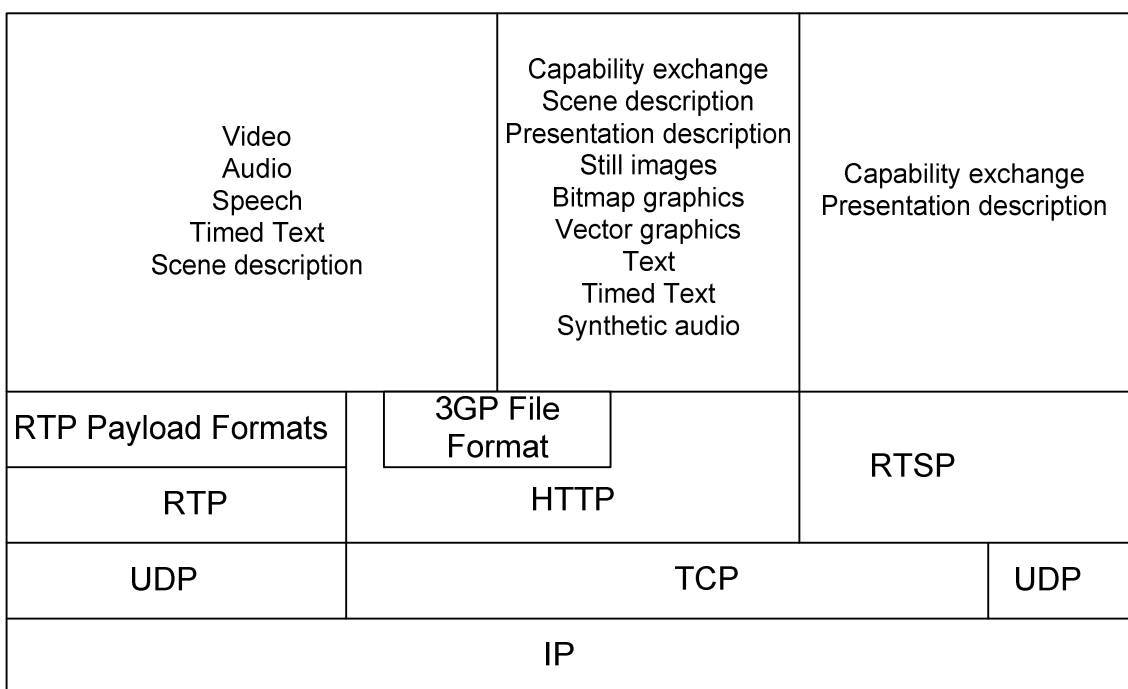 Video
Audio
Speech
Timed Text
Scene description
Capability exchange
Scene description
Presentation description
Still images
Bitmap graphics
Vector graphics
Text
Timed Text
Synthetic audio
Capability exchange
Presentation description
RTP Payload Formats
3GP File
Format
RTP
HTTP
RTSP
UDP
TCP
UDP
IP